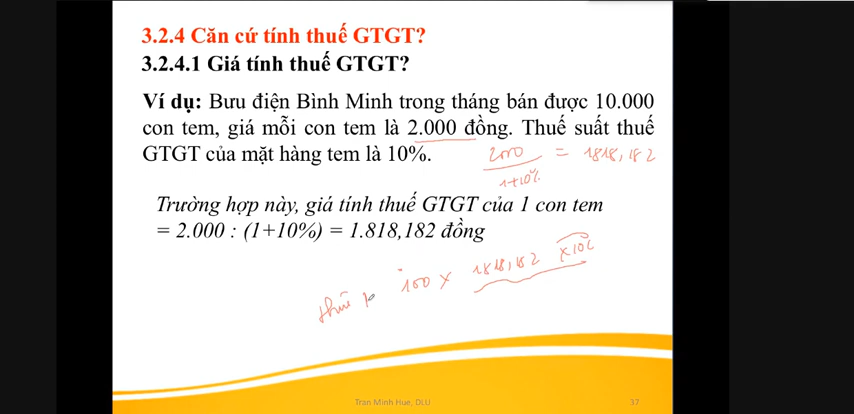 3.2.4 Căn cứ tính thuế GTGT?
3.2.4.1 Giá tính thuế GTGT?
Ví dụ: Bưu điện Bình Minh trong tháng bán được 10.000
con tem, giá mỗi con tem là 2.000 đồng. Thuế suất thuế
GTGT của mặt hàng tem là 10%.
2000
1+10%
= 1818,182
Trường hợp này, giá tính thuế GTGT của 1 con tem
= 2.000 : (1+10%) = 1.818,182 đồng
100 x 1818,182 x10%
Tran Minh Hue, DLU
37